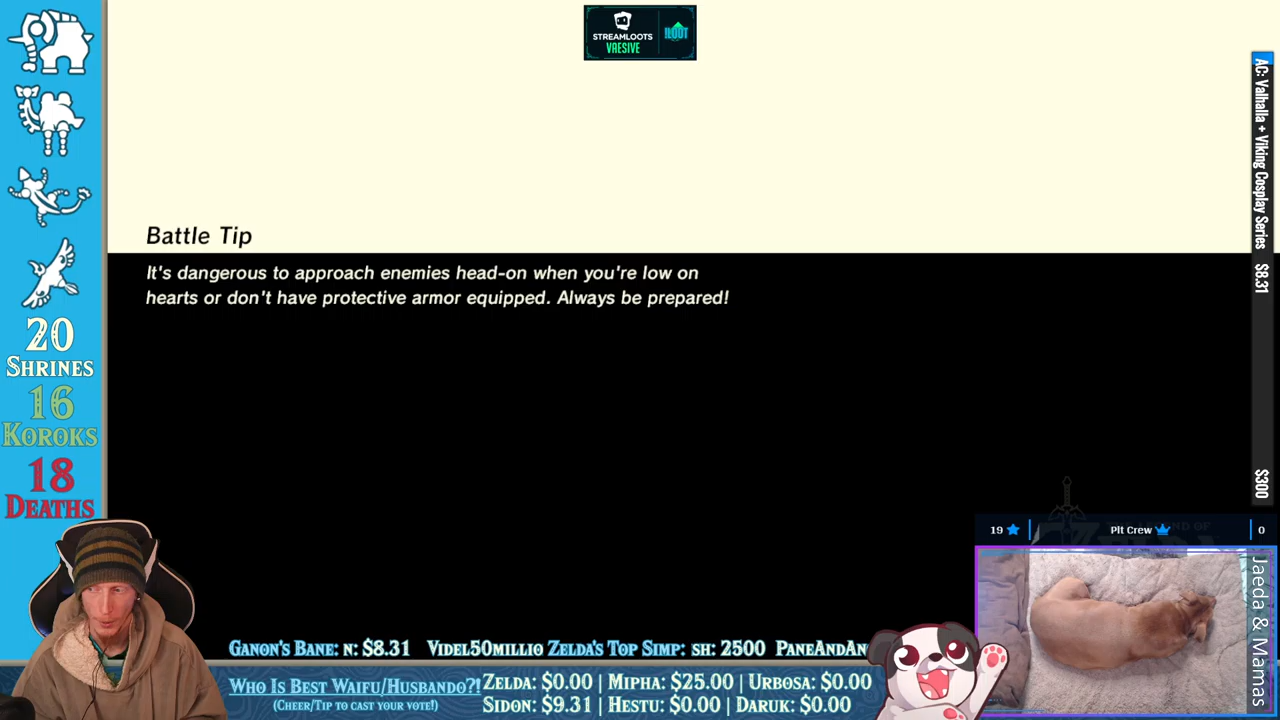 STREAMLOOTS
VAESIVE
!LOOT
AC: Valhalla + Viking Cosplay Series $8.31
$300
Battle Tip
It's dangerous to approach enemies head-on when you're low on
hearts or don't have protective armor equipped. Always be prepared!
20
SHRINES
16
KOROKS
18
DEATHS
19
Pit Crew
0
Jaeda & Mamas
GANON'S BANE: N: $8.31 VIDEL50MILLIO ZELDA'S TOP SIMP: SH: 2500 PANEANDAN
WHO IS BEST WAIFU/HUSBANDO?!
(CHEER/TIP TO CAST YOUR VOTE!)
ZELDA: $0.00 | MIPHA: $25.00 | URBOSA: $0.00
SIDON: $9.31 | HESTU: $0.00 | DARUK: $0.00